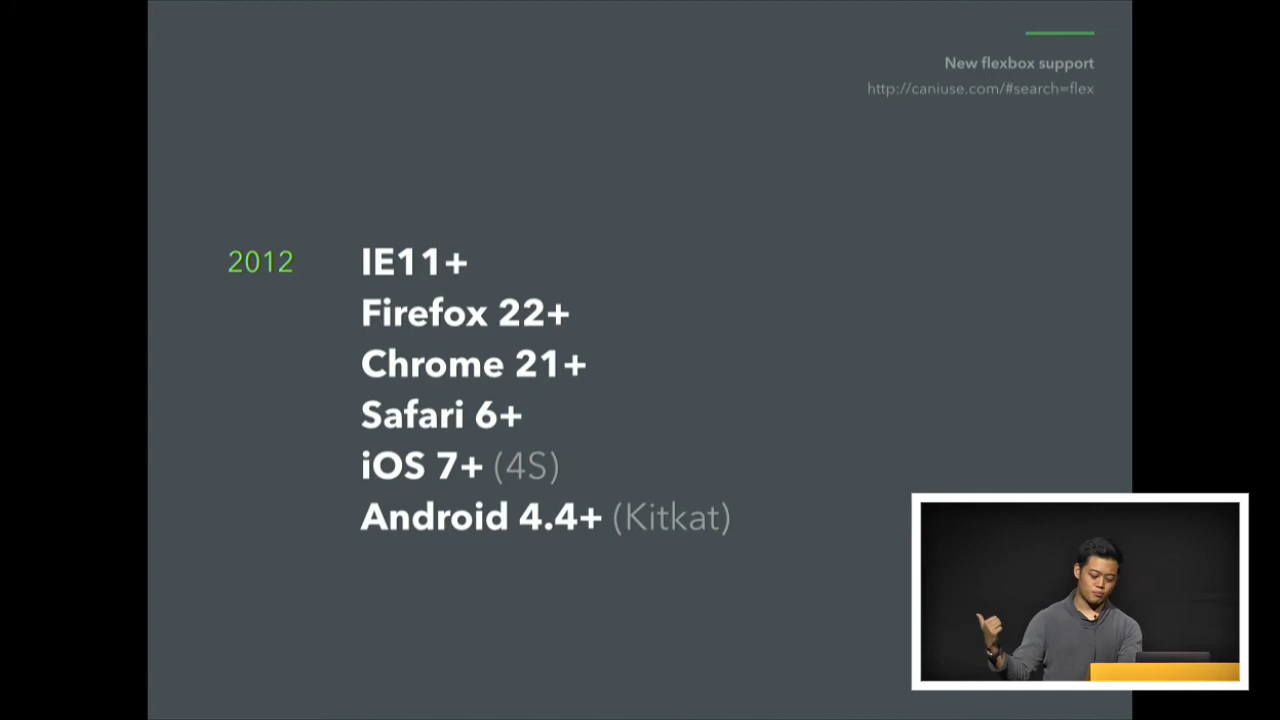 New flexbox support
http://caniuse.com/#search=flex
2012 IE11+
Firefox 22+
Chrome 21+
Safari 6+
iOS 7+ (4S)
Android 4.4+ (Kitkat)